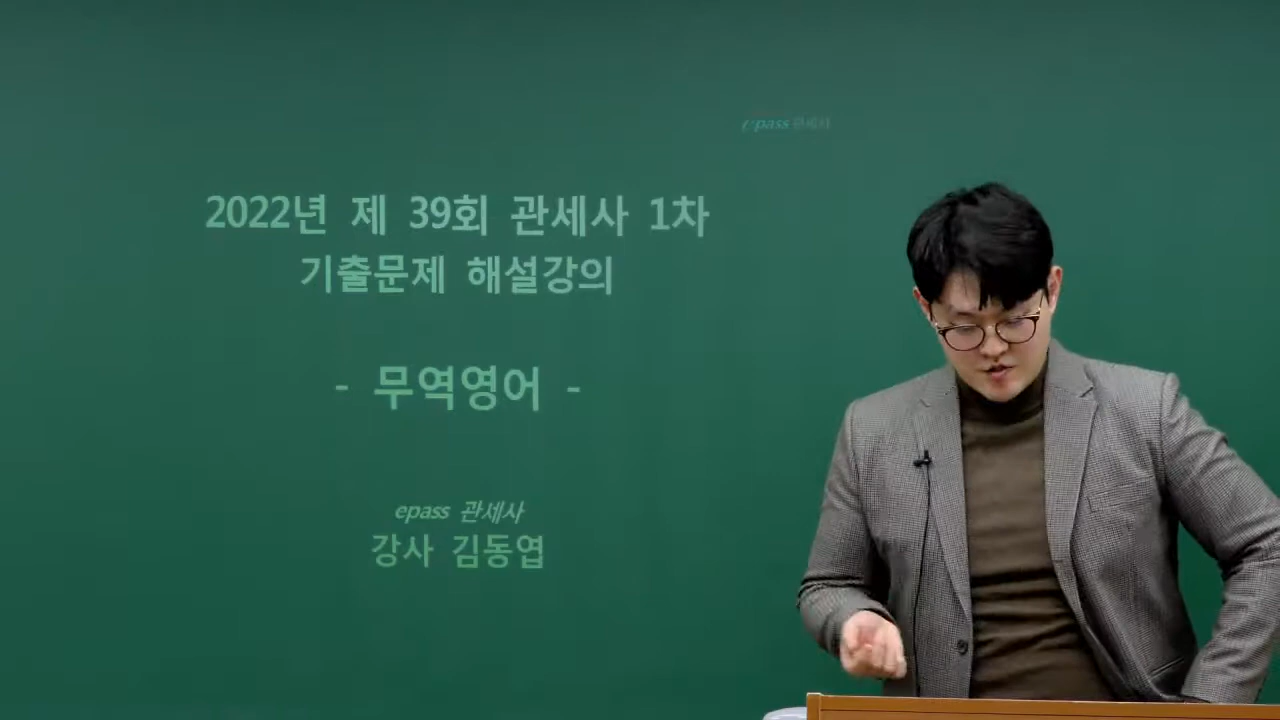 epass 관세사
2022년 제 39회 관세사 1차
기출문제 해설강의
- 무역영어 -
epass 관세사
강사 김동엽